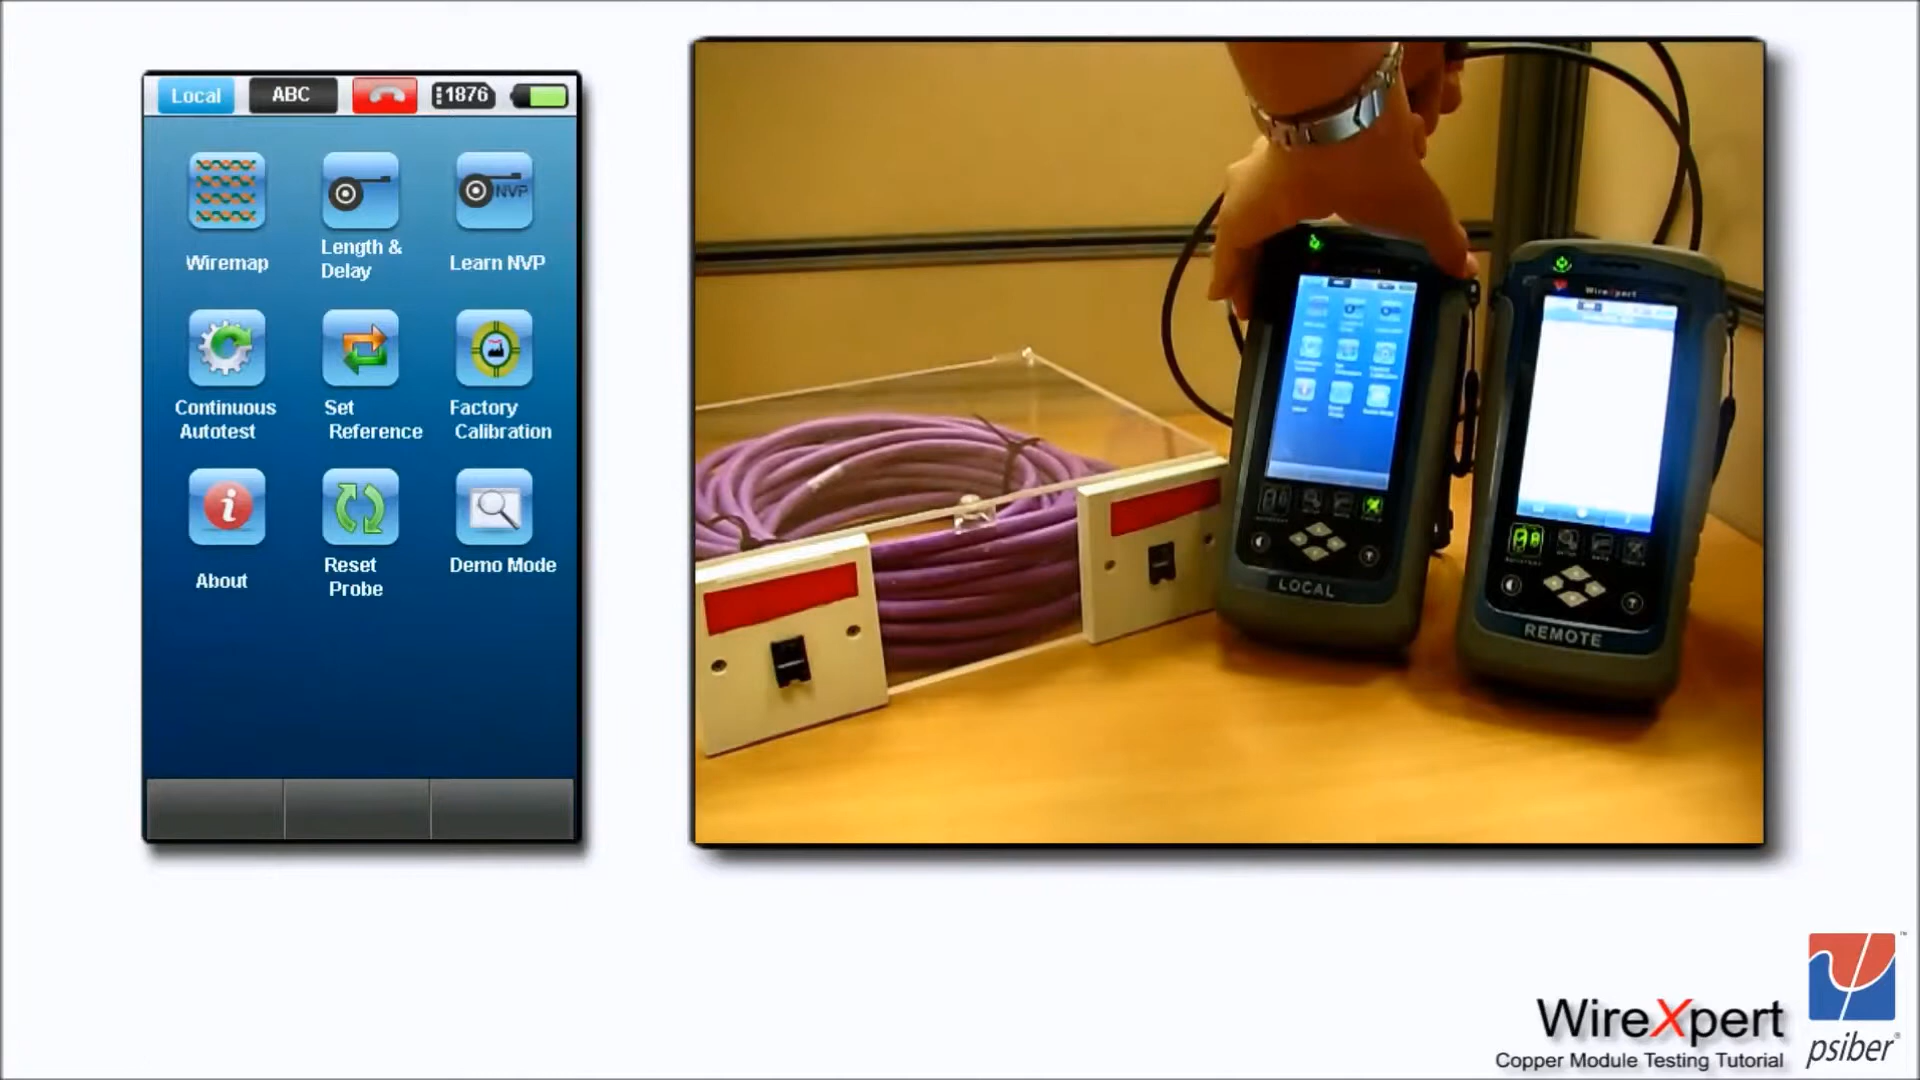 Local
ABC
1876
Wiremap
Length &
Delay
Learn NVP
NVP
Continuous
Autotest
Set
Reference
Factory
Calibration
About
Reset
Probe
Demo Mode
WireXpert
LOCAL
REMOTE
WireXpert
Copper Module Testing Tutorial
psiber